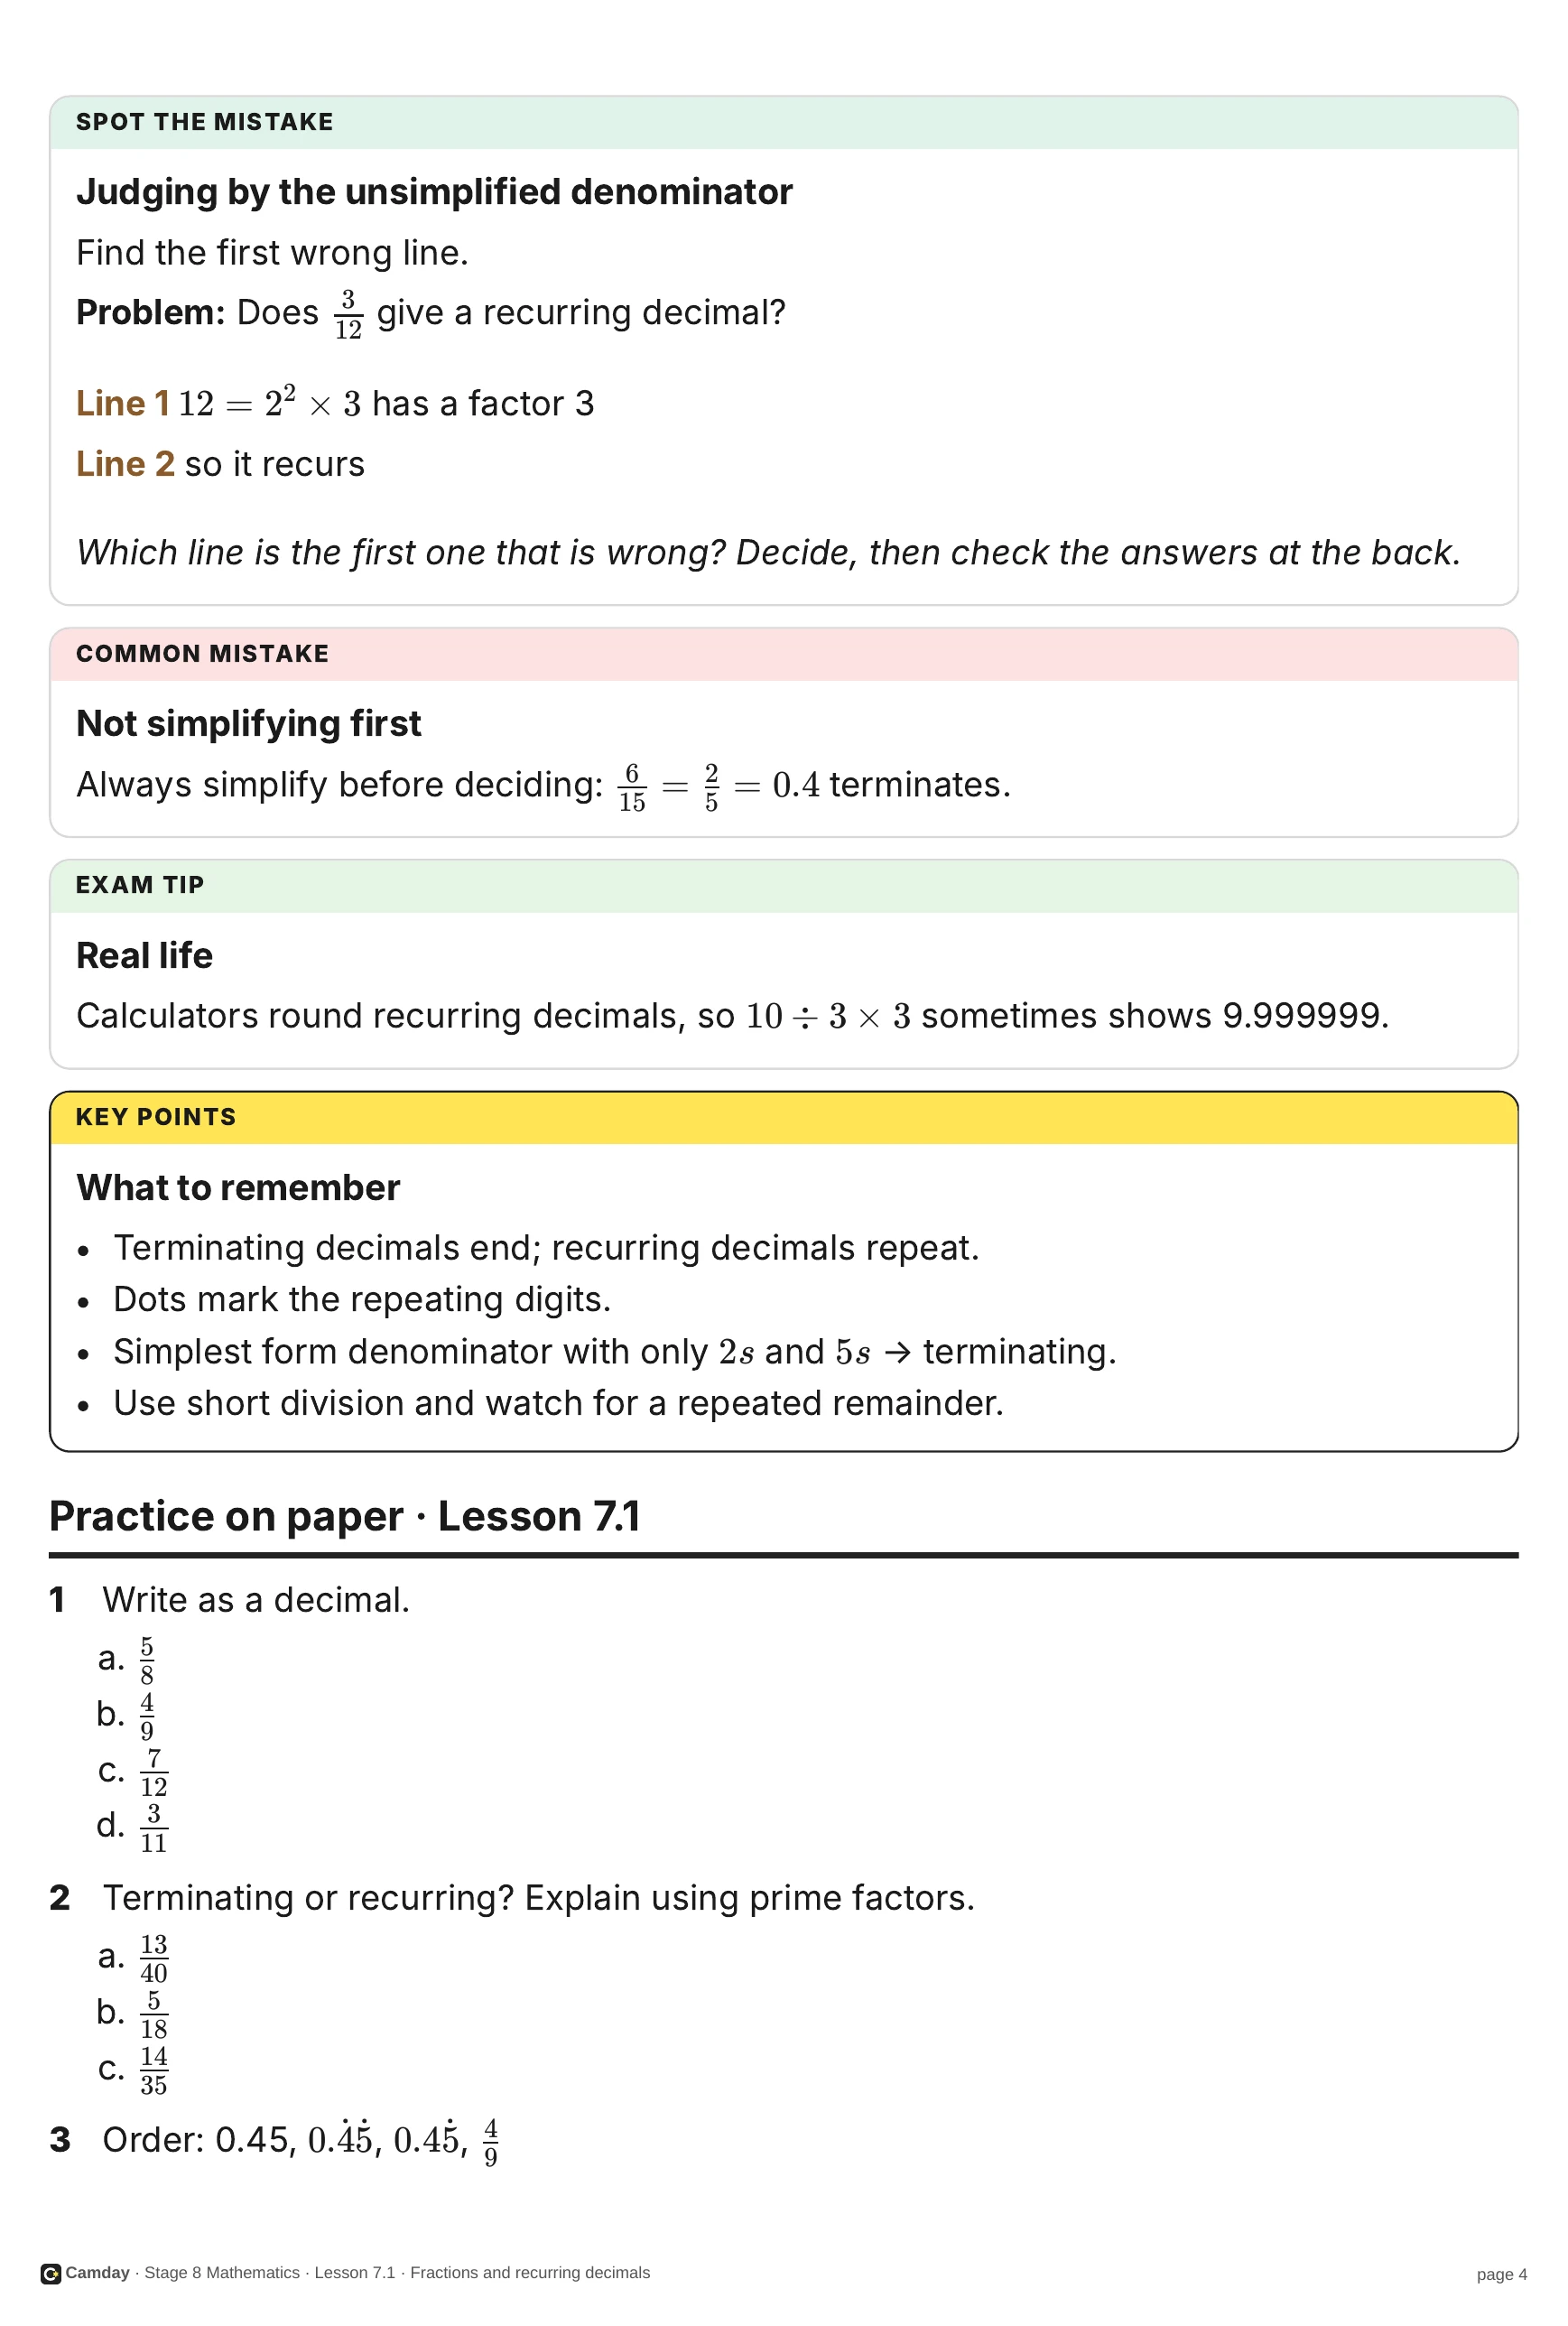 SPOT THE MISTAKE
Judging by the unsimplified denominator
Find the first wrong line.
Problem: Does 3/12 give a recurring decimal?
Line 1 12 = 2² × 3 has a factor 3
Line 2 so it recurs
Which line is the first one that is wrong? Decide, then check the answers at the back.
COMMON MISTAKE
Not simplifying first
Always simplify before deciding: 6/15 = 2/5 = 0.4 terminates.
EXAM TIP
Real life
Calculators round recurring decimals, so 10 ÷ 3 × 3 sometimes shows 9.999999.
KEY POINTS
What to remember
• Terminating decimals end; recurring decimals repeat.
• Dots mark the repeating digits.
• Simplest form denominator with only 2s and 5s → terminating.
• Use short division and watch for a repeated remainder.
Practice on paper · Lesson 7.1
1 Write as a decimal.
a. 5/8
b. 4/9
c. 7/12
d. 3/11
2 Terminating or recurring? Explain using prime factors.
a. 13/40
b. 5/18
c. 14/35
3 Order: 0.45, 0.4̇5̇, 0.45̇, 4/9
Camday · Stage 8 Mathematics · Lesson 7.1 · Fractions and recurring decimals
page 4